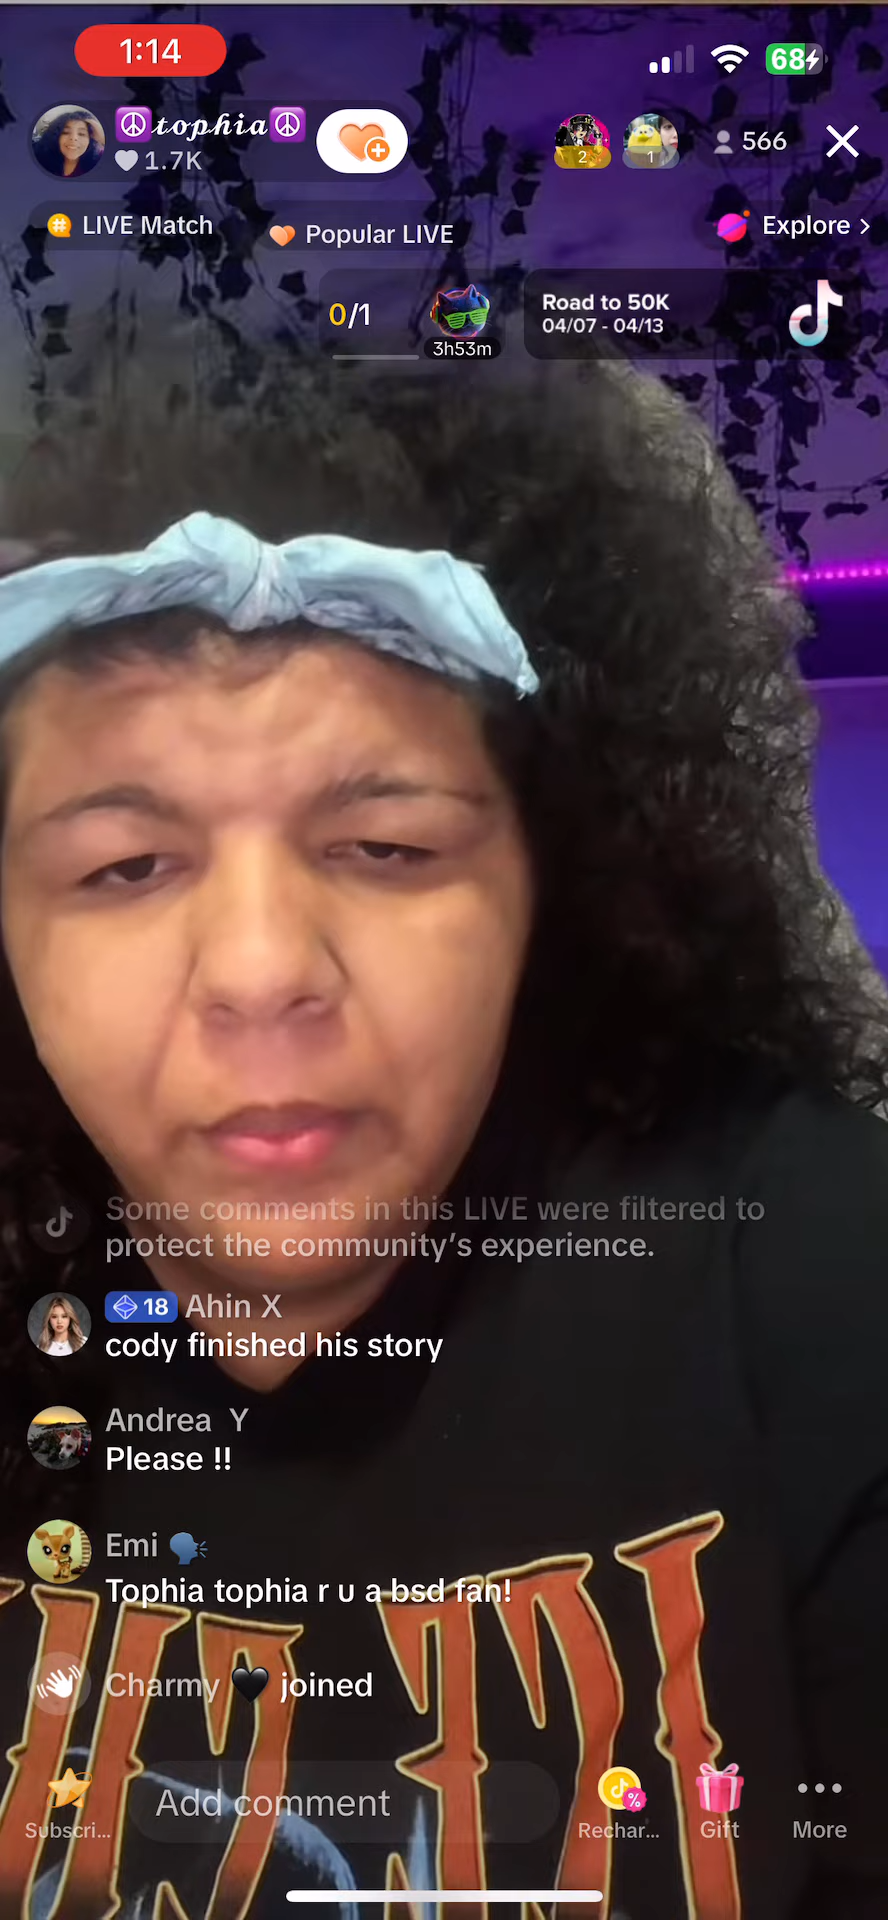 1:14
68
☮️𝓽𝓸𝓹𝓱𝓲𝓪☮️
1.7K
2
1
566
LIVE Match
Popular LIVE
Explore >
0/1
3h53m
Road to 50K
04/07 - 04/13
Some comments in this LIVE were filtered to
protect the community's experience.
18 Ahin X
cody finished his story
Andrea Y
Please !!
Emi 🗣️
Tophia tophia r u a bsd fan!
Charmy 🖤 joined
Add comment
Subscri...
Rechar...
Gift
More